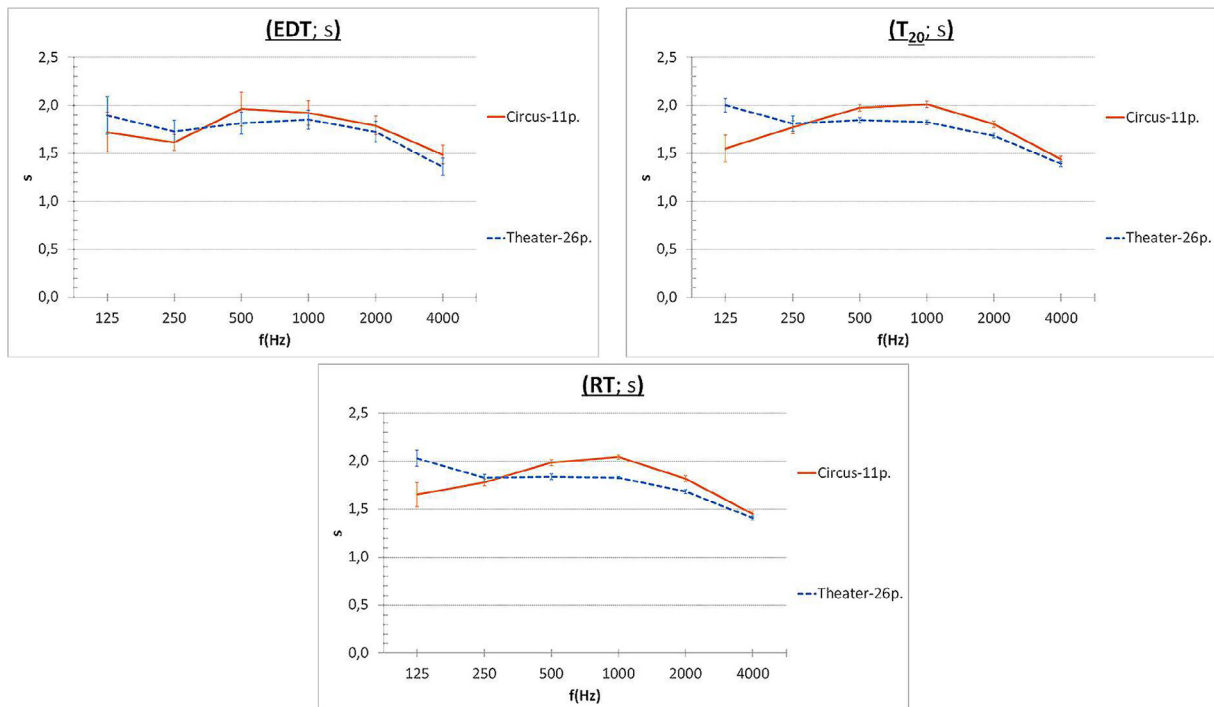 (EDT; s)
2,5
2,0
1,5
1,0
0,5
0,0
s
125 250 500 1000 2000 4000
f(Hz)
Circus-11p.
Theater-26p.
(T20; s)
2,5
2,0
1,5
1,0
0,5
0,0
s
125 250 500 1000 2000 4000
f(Hz)
Circus-11p.
Theater-26p.
(RT; s)
2,5
2,0
1,5
1,0
0,5
0,0
s
125 250 500 1000 2000 4000
f(Hz)
Circus-11p.
Theater-26p.